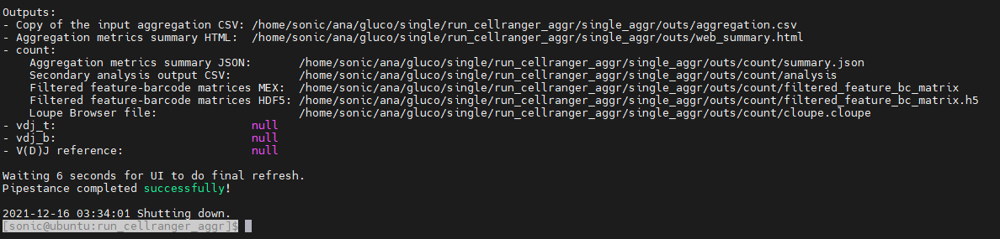 Outputs:
- Copy of the input aggregation CSV: /home/sonic/ana/gluco/single/run_cellranger_aggr/single_aggr/outs/aggregation.csv
- Aggregation metrics summary HTML:  /home/sonic/ana/gluco/single/run_cellranger_aggr/single_aggr/outs/web_summary.html
- count:
    Aggregation metrics summary JSON:       /home/sonic/ana/gluco/single/run_cellranger_aggr/single_aggr/outs/count/summary.json
    Secondary analysis output CSV:          /home/sonic/ana/gluco/single/run_cellranger_aggr/single_aggr/outs/count/analysis
    Filtered feature-barcode matrices MEX:  /home/sonic/ana/gluco/single/run_cellranger_aggr/single_aggr/outs/count/filtered_feature_bc_matrix
    Filtered feature-barcode matrices HDF5: /home/sonic/ana/gluco/single/run_cellranger_aggr/single_aggr/outs/count/filtered_feature_bc_matrix.h5
    Loupe Browser file:                     /home/sonic/ana/gluco/single/run_cellranger_aggr/single_aggr/outs/count/cloupe.cloupe
- vdj_t:                             null
- vdj_b:                             null
- V(D)J reference:                   null
Waiting 6 seconds for UI to do final refresh.
Pipestance completed successfully!
2021-12-16 03:34:01 Shutting down.
[sonic@ubuntu:run_cellranger_aggr]$